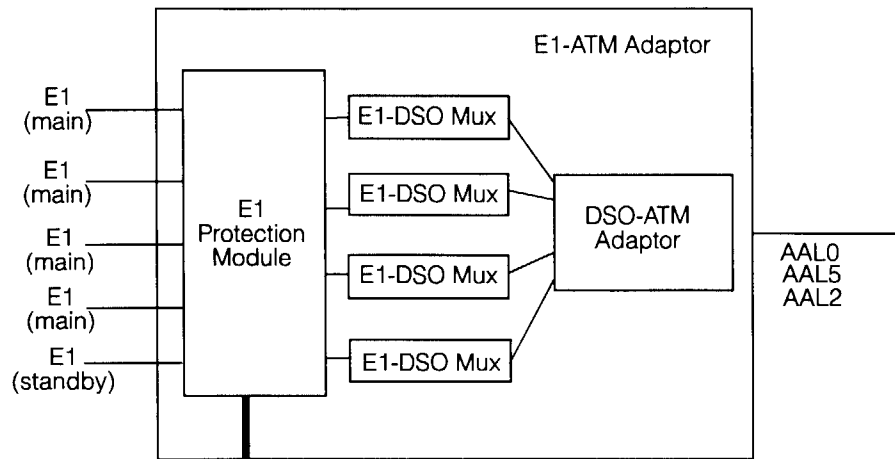 E1-ATM Adaptor
E1
(main)
E1
(main)
E1
(main)
E1
(main)
E1
(standby)
E1
Protection
Module
E1-DSO Mux
E1-DSO Mux
E1-DSO Mux
E1-DSO Mux
DSO-ATM
Adaptor
AAL0
AAL5
AAL2